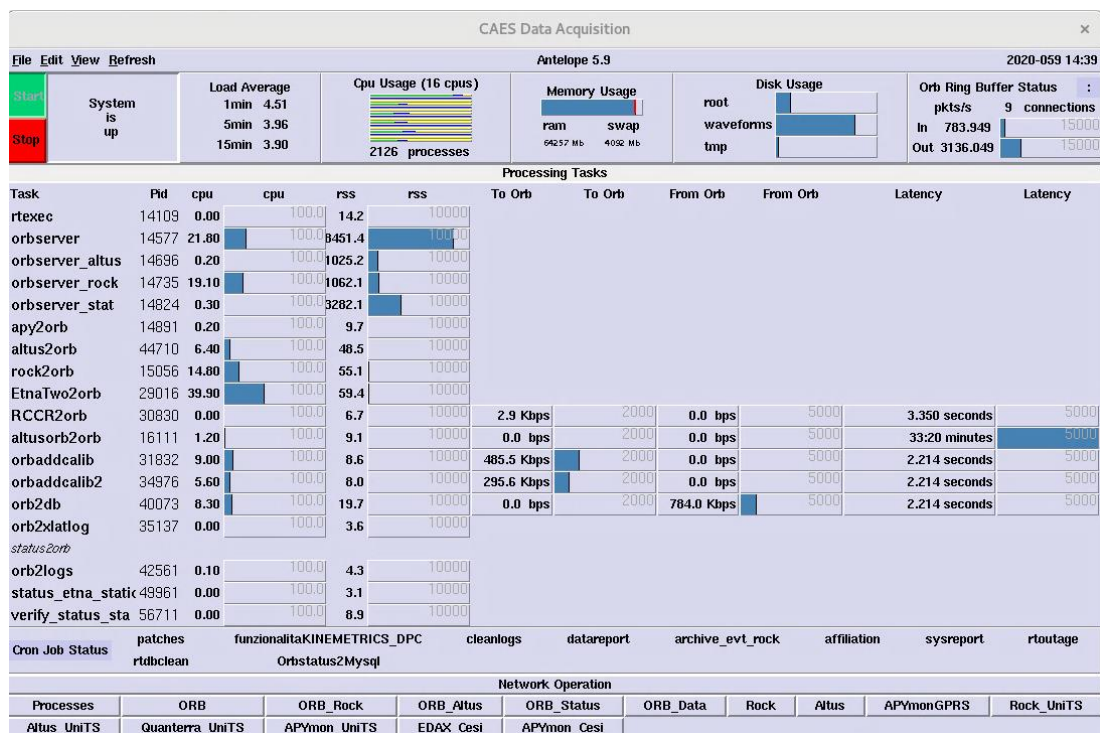 CAES Data Acquisition ×
File Edit View Refresh Antelope 5.9 2020-059 14:39
Start
Stop
System
is
up
Load Average
1min 4.51
5min 3.96
15min 3.90
Cpu Usage (16 cpus)
2126 processes
Memory Usage
ram swap
64257 Mb 4092 Mb
Disk Usage
root
waveforms
tmp
Orb Ring Buffer Status :
pkts/s 9 connections
In 783.949 15000
Out 3136.049 15000
Processing Tasks
Task Pid cpu cpu rss rss To Orb To Orb From Orb From Orb Latency Latency
rtexec 14109 0.00 100.0 14.2 10000
orbserver 14577 21.80 100.0 8451.4 10000
orbserver_altus 14696 0.20 100.0 1025.2 10000
orbserver_rock 14735 19.10 100.0 1062.1 10000
orbserver_stat 14824 0.30 100.0 3282.1 10000
apy2orb 14891 0.20 100.0 9.7 10000
altus2orb 44710 6.40 100.0 48.5 10000
rock2orb 15056 14.80 100.0 55.1 10000
EtnaTwo2orb 29016 39.90 100.0 59.4 10000
RCCR2orb 30830 0.00 100.0 6.7 10000 2.9 Kbps 2000 0.0 bps 5000 3.350 seconds 5000
altusorb2orb 16111 1.20 100.0 9.1 10000 0.0 bps 2000 0.0 bps 5000 33:20 minutes 5000
orbaddcalib 31832 9.00 100.0 8.6 10000 485.5 Kbps 2000 0.0 bps 5000 2.214 seconds 5000
orbaddcalib2 34976 5.60 100.0 8.0 10000 295.6 Kbps 2000 0.0 bps 5000 2.214 seconds 5000
orb2db 40073 8.30 100.0 19.7 10000 0.0 bps 2000 784.0 Kbps 5000 2.214 seconds 5000
orb2xlatlog 35137 0.00 100.0 3.6 10000
status2orb
orb2logs 42561 0.10 100.0 4.3 10000
status_etna_static 49961 0.00 100.0 3.1 10000
verify_status_sta 56711 0.00 100.0 8.9 10000
Cron Job Status
patches funzionalitaKINEMETRICS_DPC cleanlogs datareport archive_evt_rock affiliation sysreport rtoutage
rtdbclean Orbstatus2Mysql
Network Operation
Processes ORB ORB_Rock ORB_Altus ORB_Status ORB_Data Rock Altus APYmonGPRS Rock_UniTS
Altus_UniTS Quanterra_UniTS APYmon_UniTS EDAX_Cesi APYmon_Cesi